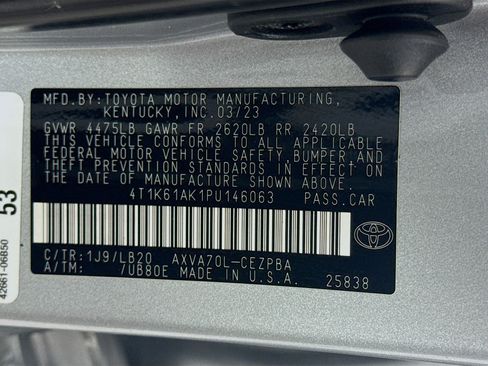 MFD.BY:TOYOTA MOTOR MANUFACTURING,
KENTUCKY,INC.03/23
GVWR 4475LB GAWR FR 2620LB RR 2420LB
THIS VEHICLE CONFORMS TO ALL APPLICABLE
FEDERAL MOTOR VEHICLE SAFETY,BUMPER,AND
THEFT PREVENTION STANDARDS IN EFFECT ON
THE DATE OF MANUFACTURE SHOWN ABOVE.
4T1K61AK1PU146063 PASS.CAR
C/TR:1J9/LB20 AXVA70L-CEZPBA
A/TM: /UB80E MADE IN U.S.A. 25838
53
42661-06B50